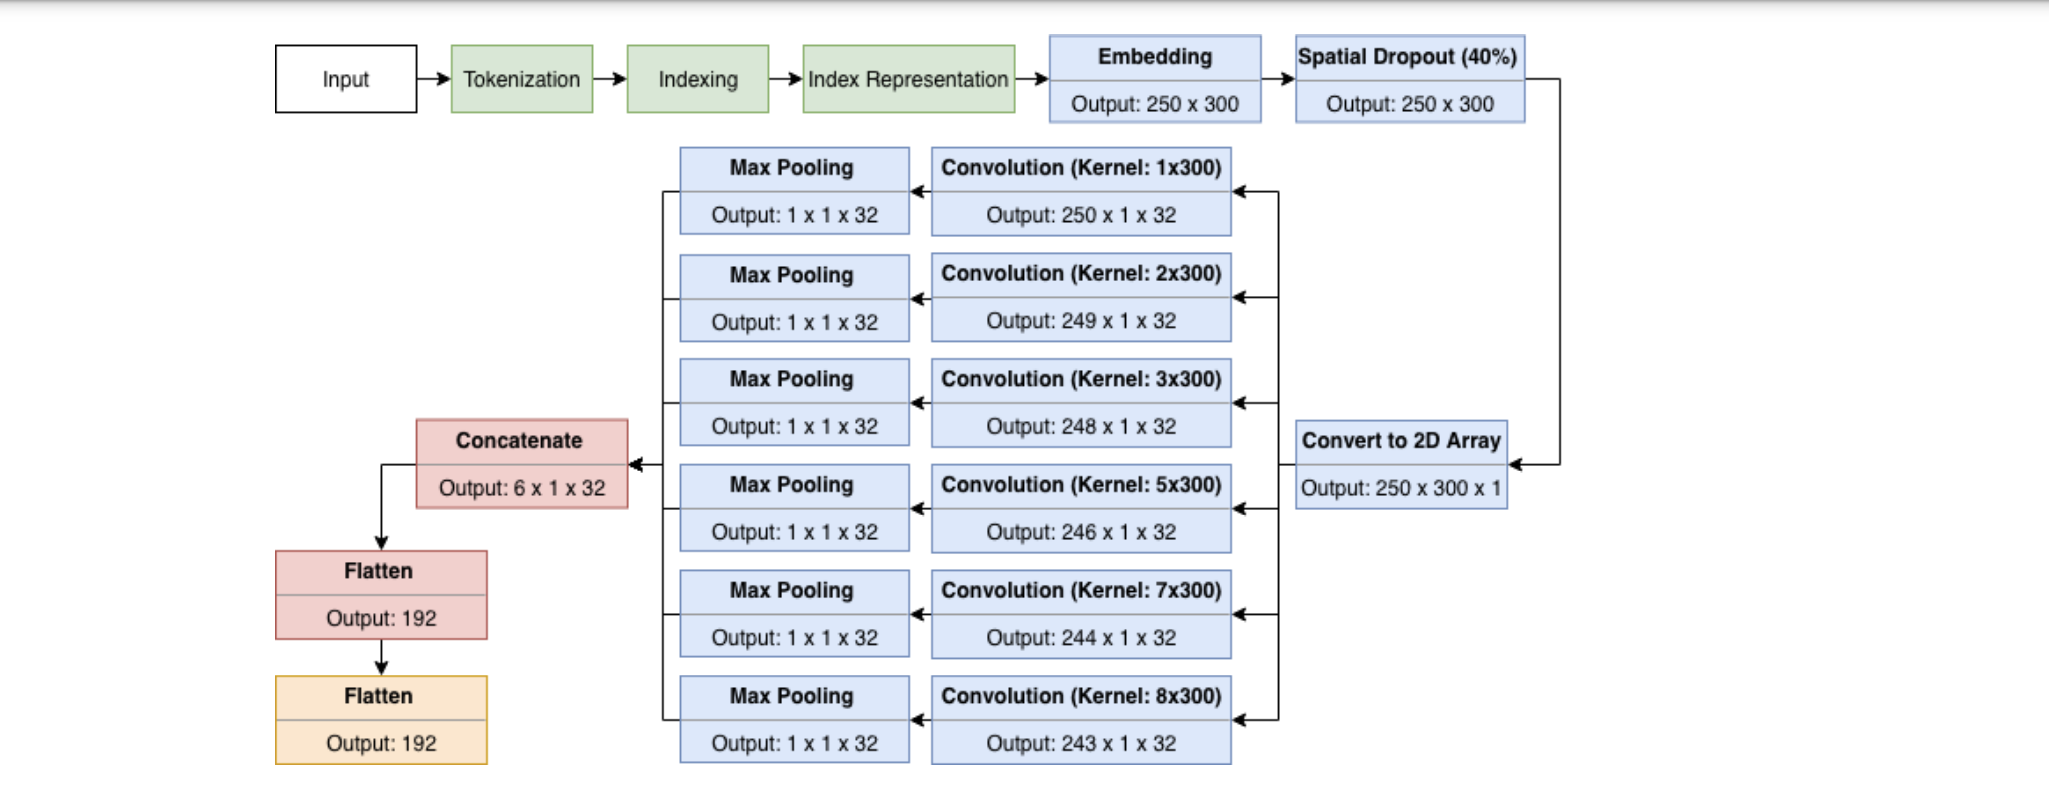 Input
Tokenization
Indexing
Index Representation
Embedding
Output: 250 x 300
Spatial Dropout (40%)
Output: 250 x 300
Max Pooling
Output: 1 x 1 x 32
Convolution (Kernel: 1x300)
Output: 250 x 1 x 32
Max Pooling
Output: 1 x 1 x 32
Convolution (Kernel: 2x300)
Output: 249 x 1 x 32
Max Pooling
Output: 1 x 1 x 32
Convolution (Kernel: 3x300)
Output: 248 x 1 x 32
Concatenate
Output: 6 x 1 x 32
Max Pooling
Output: 1 x 1 x 32
Convolution (Kernel: 5x300)
Output: 246 x 1 x 32
Convert to 2D Array
Output: 250 x 300 x 1
Flatten
Output: 192
Max Pooling
Output: 1 x 1 x 32
Convolution (Kernel: 7x300)
Output: 244 x 1 x 32
Flatten
Output: 192
Max Pooling
Output: 1 x 1 x 32
Convolution (Kernel: 8x300)
Output: 243 x 1 x 32